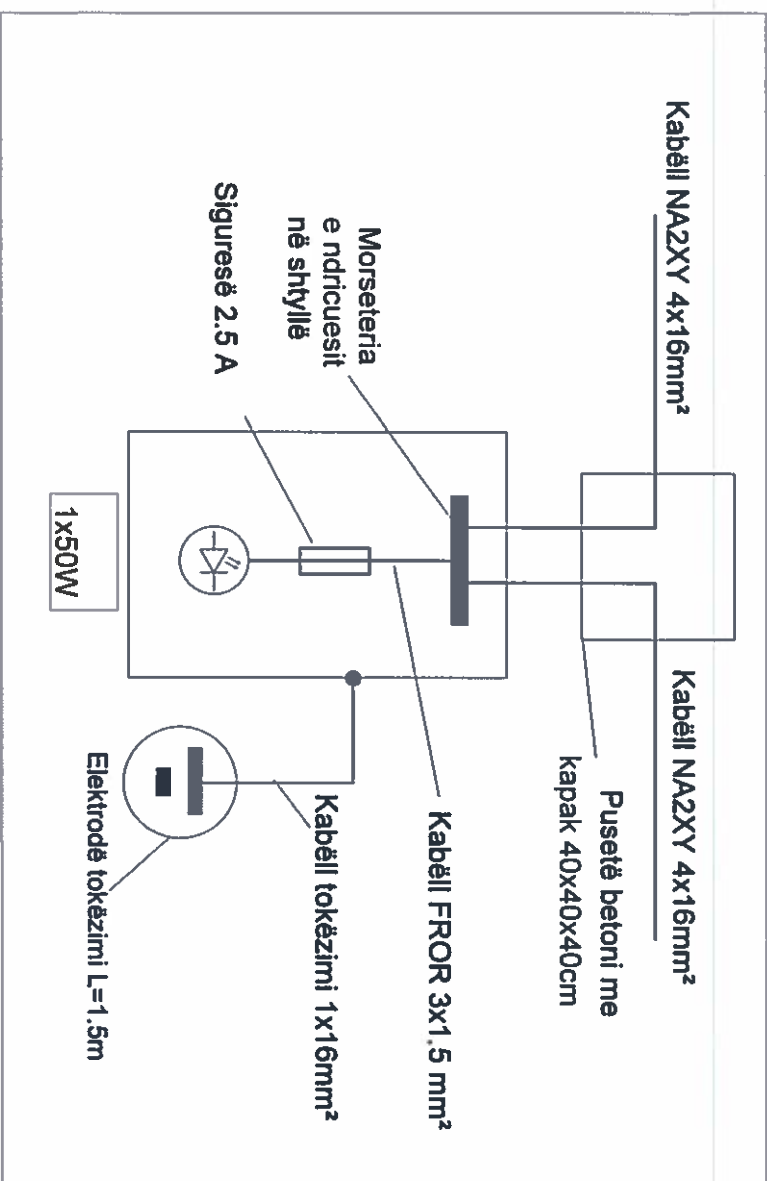 Kabëll NA2XY 4x16mm²
Kabëll NA2XY 4x16mm²
Pusetë betoni me
kapak 40x40x40cm
Morseteria
e ndricuesit
në shtyllë
Siguresë 2.5 A
Kabëll FROR 3x1.5 mm²
Kabëll tokëzimi 1x16mm²
1x50W
Elektrodë tokëzimi L=1.5m